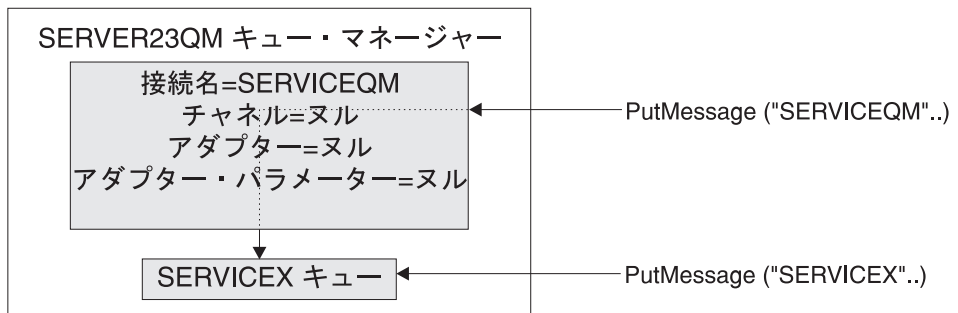 SERVER23QM キュー・マネージャー
接続名=SERVICEQM
チャネル=ヌル
アダプター=ヌル
アダプター・パラメーター=ヌル
PutMessage ("SERVICEQM"..)
SERVICEX キュー
PutMessage ("SERVICEX"..)